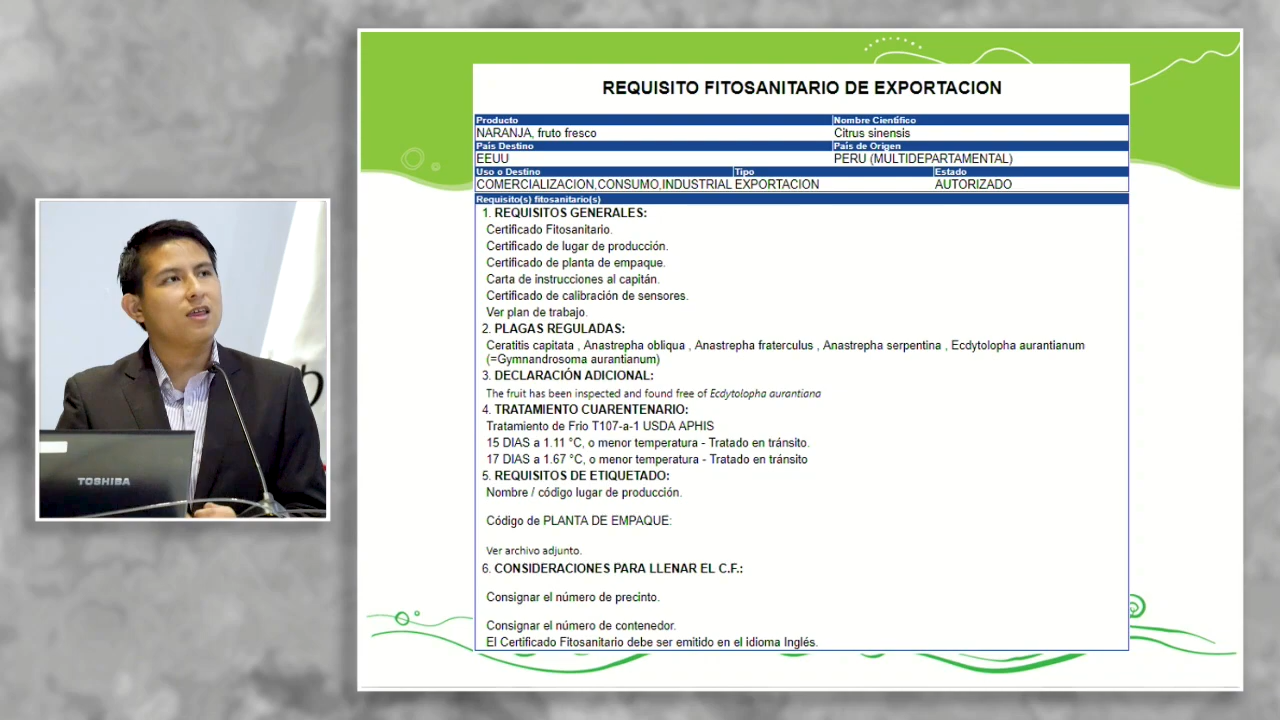 REQUISITO FITOSANITARIO DE EXPORTACION
Producto
Nombre Científico
NARANJA, fruto fresco
Citrus sinensis
País Destino
País de Origen
EEUU
PERU (MULTIDEPARTAMENTAL)
Uso o Destino
Tipo
Estado
COMERCIALIZACION,CONSUMO,INDUSTRIAL
EXPORTACION
AUTORIZADO
Requisito(s) fitosanitario(s)
1. REQUISITOS GENERALES:
Certificado Fitosanitario.
Certificado de lugar de producción.
Certificado de planta de empaque.
Carta de instrucciones al capitán.
Certificado de calibración de sensores.
Ver plan de trabajo.
2. PLAGAS REGULADAS:
Ceratitis capitata , Anastrepha obliqua , Anastrepha fraterculus , Anastrepha serpentina , Ecdytolopha aurantianum
(=Gymnandrosoma aurantianum)
3. DECLARACIÓN ADICIONAL:
The fruit has been inspected and found free of Ecdytolopha aurantiana
4. TRATAMIENTO CUARENTENARIO:
Tratamiento de Frio T107-a-1 USDA APHIS
15 DIAS a 1.11 °C, o menor temperatura - Tratado en tránsito.
17 DIAS a 1.67 °C, o menor temperatura - Tratado en tránsito
5. REQUISITOS DE ETIQUETADO:
Nombre / código lugar de producción.
Código de PLANTA DE EMPAQUE:
Ver archivo adjunto.
6. CONSIDERACIONES PARA LLENAR EL C.F.:
Consignar el número de precinto.
Consignar el número de contenedor.
El Certificado Fitosanitario debe ser emitido en el idioma Inglés.
TOSHIBA